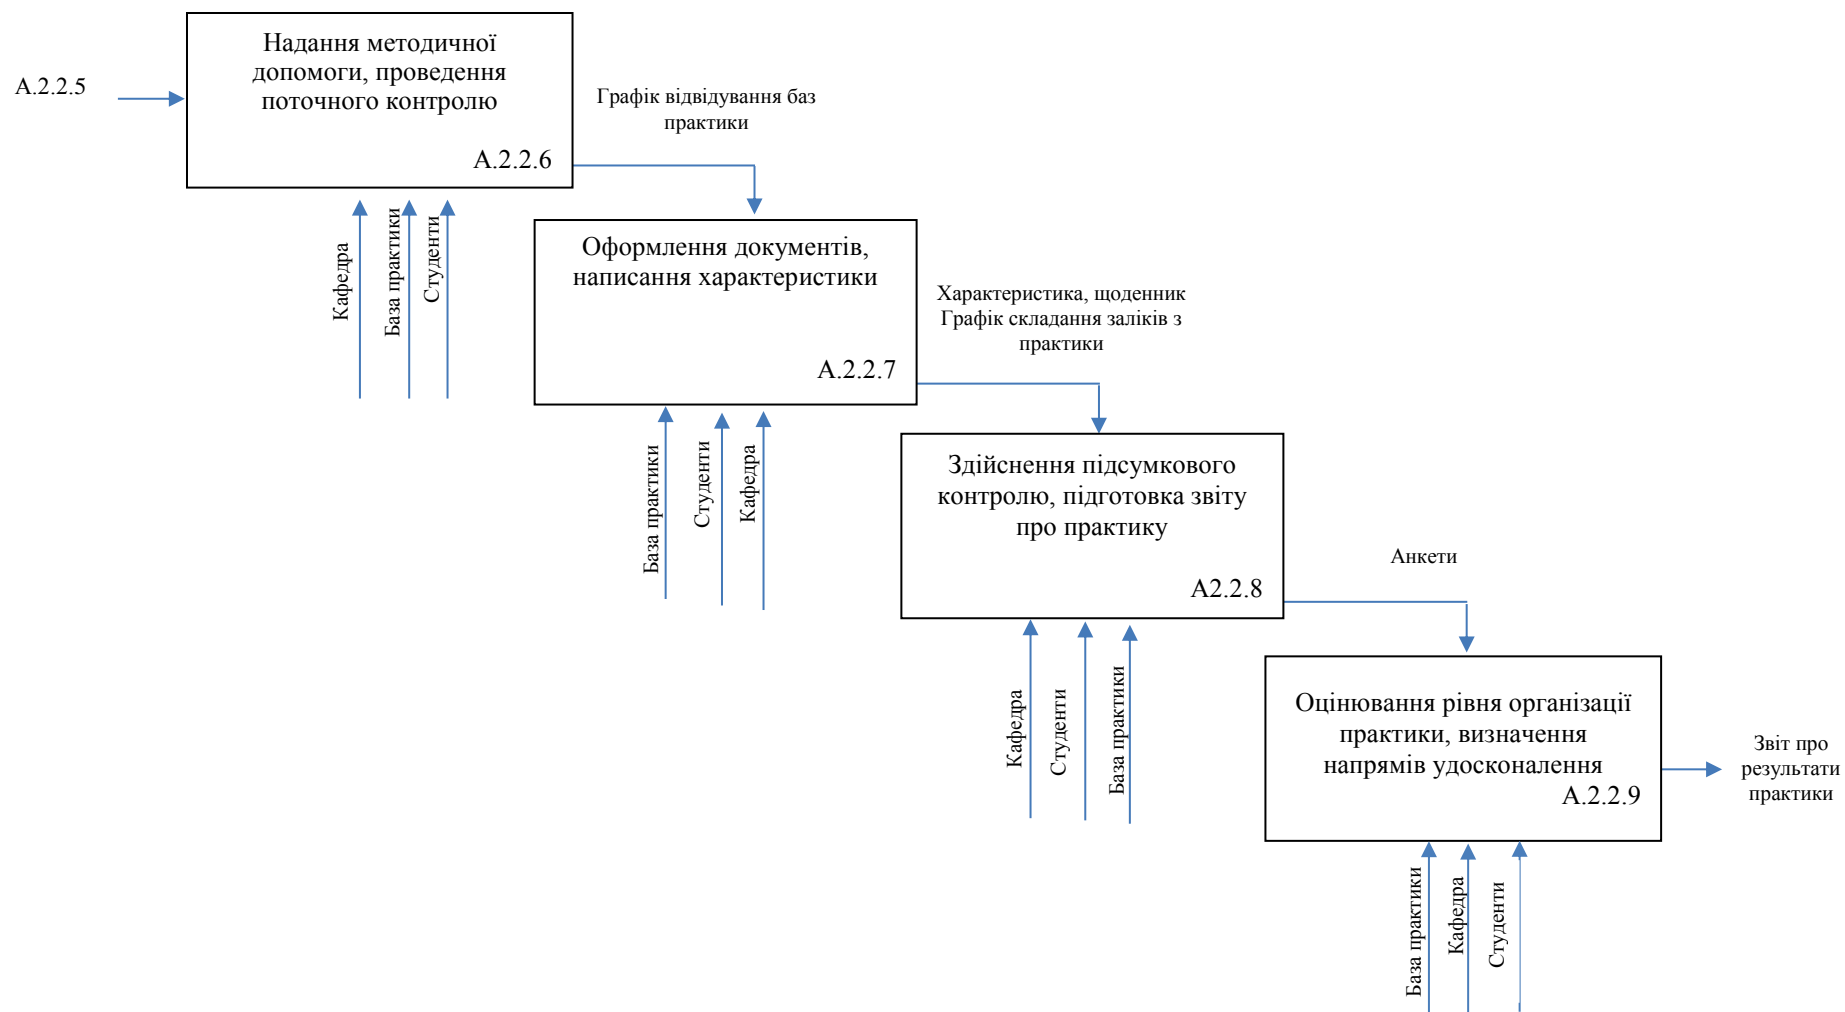 Надання методичної
допомоги, проведення
поточного контролю
А.2.2.5
А.2.2.6
Графік відвідування баз
практики
Кафедра
База практики
Студенти
Оформлення документів,
написання характеристики
А.2.2.7
Характеристика, щоденник
Графік складання заліків з
практики
База практики
Студенти
Кафедра
Здійснення підсумкового
контролю, підготовка звіту
про практику
А2.2.8
Анкети
Кафедра
Студенти
База практики
Оцінювання рівня організації
практики, визначення
напрямів удосконалення
А.2.2.9
Звіт про
результати
практики
База практики
Кафедра
Студенти